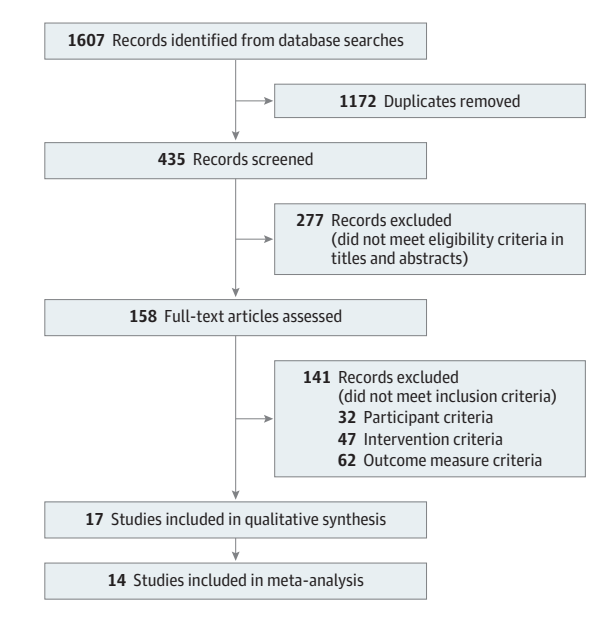 1607 Records identified from database searches
1172 Duplicates removed
435 Records screened
277 Records excluded
(did not meet eligibility criteria in
titles and abstracts)
158 Full-text articles assessed
141 Records excluded
(did not meet inclusion criteria)
32 Participant criteria
47 Intervention criteria
62 Outcome measure criteria
17 Studies included in qualitative synthesis
14 Studies included in meta-analysis